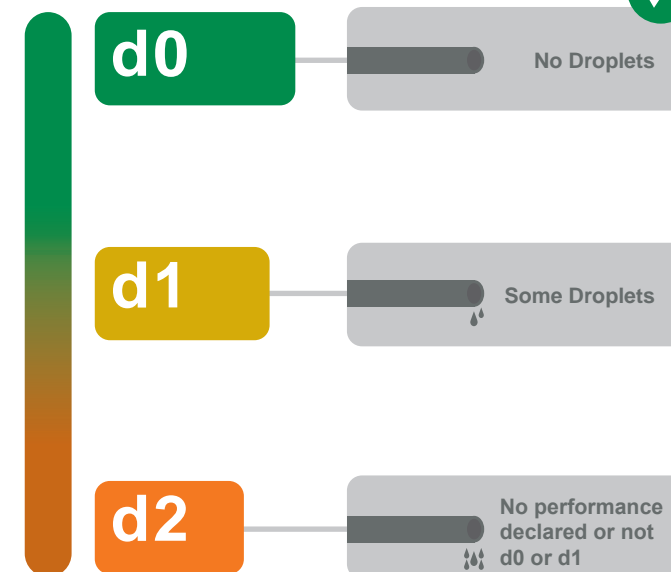 d0
No Droplets
d1
Some Droplets
d2
No performance
declared or not
d0 or d1